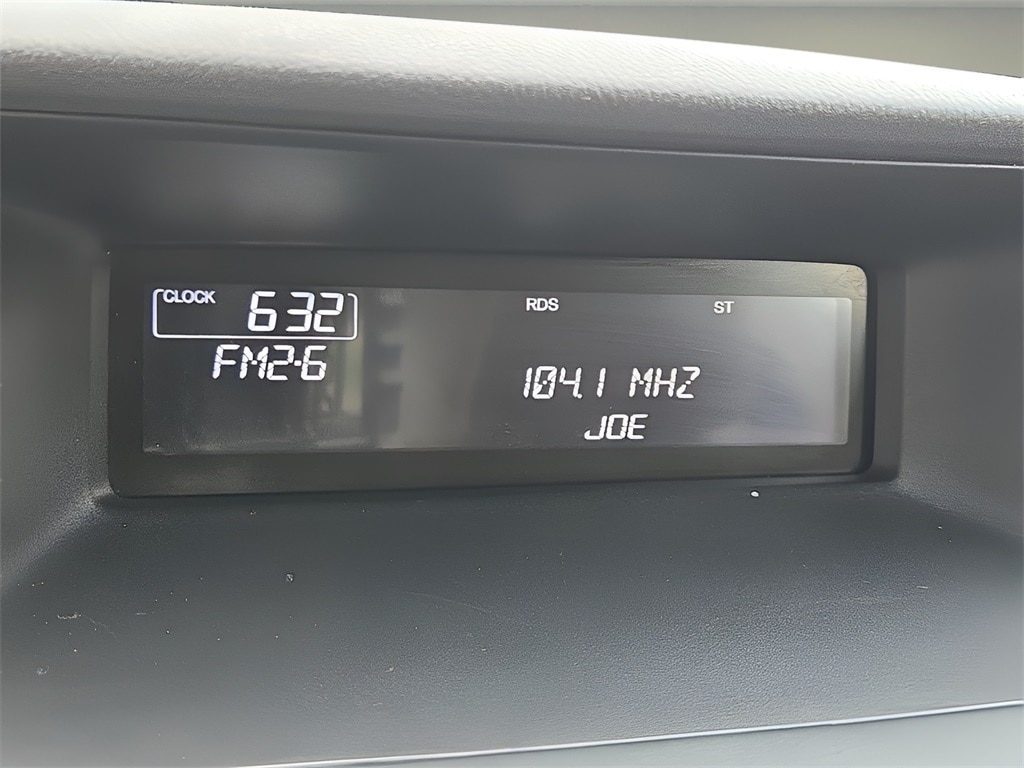 CLOCK 632
RDS ST
FM2-6
104.1 MHZ
JOE